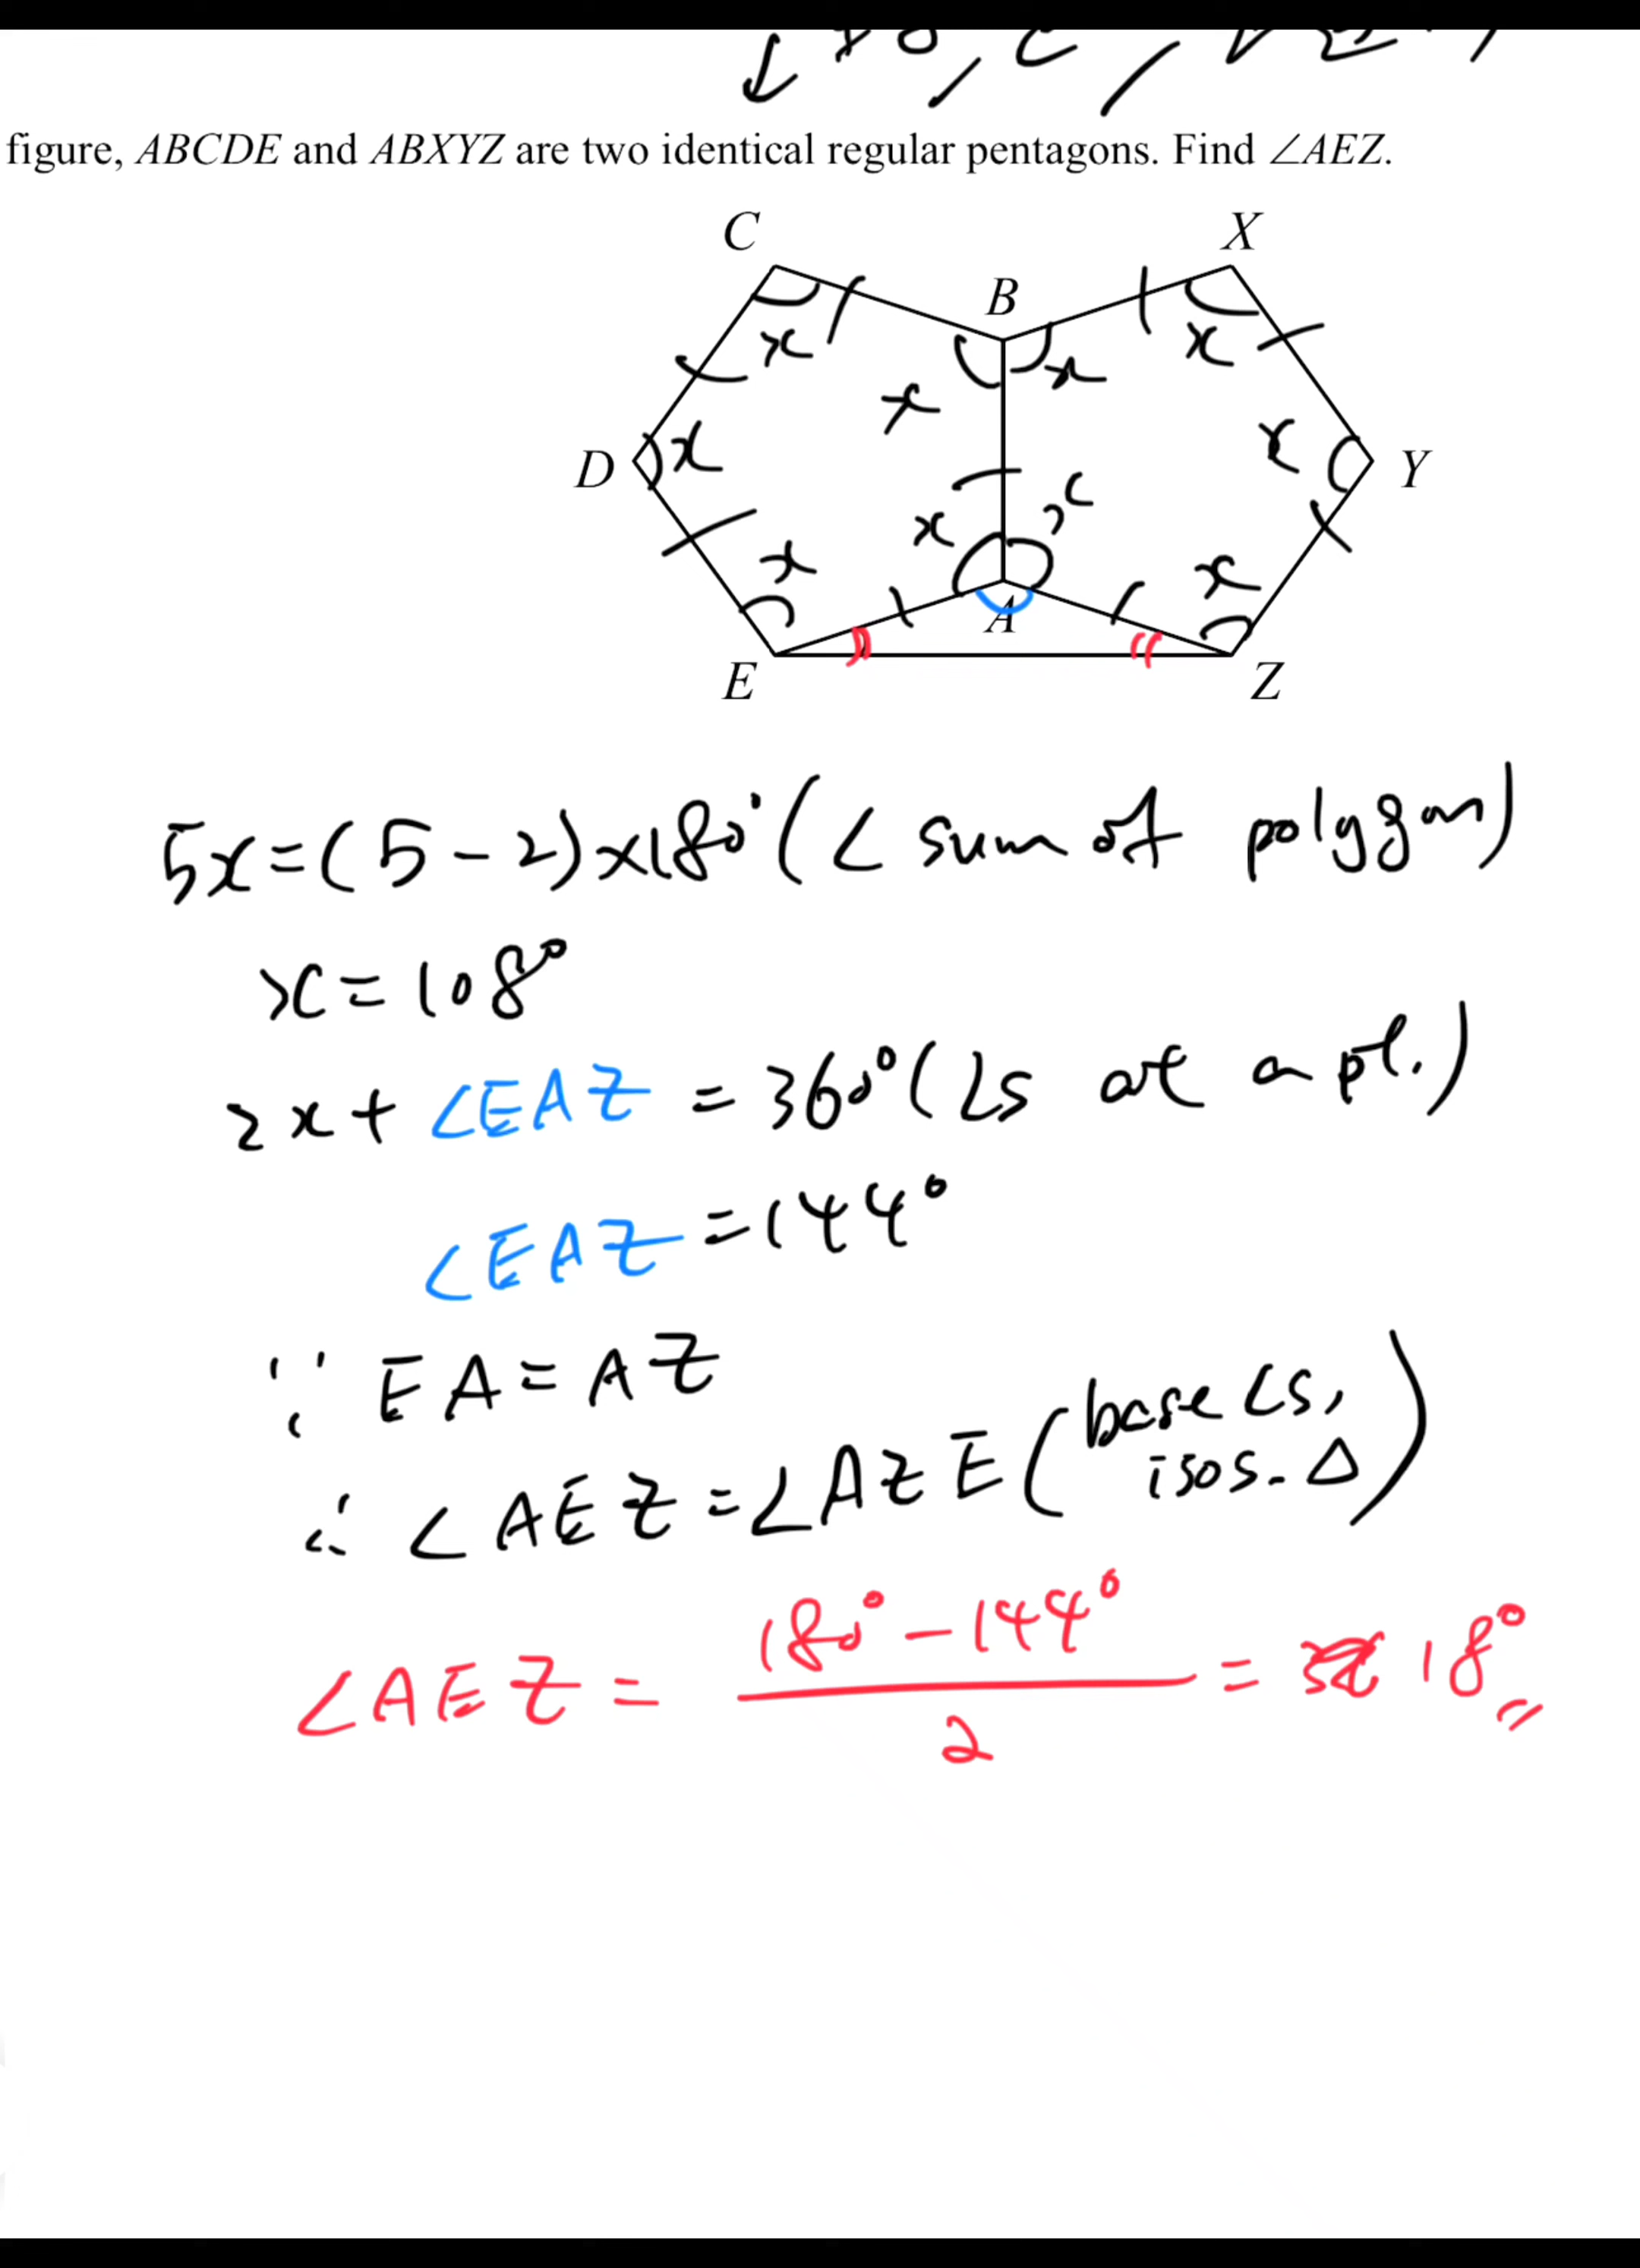 figure, ABCDE and ABXYZ are two identical regular pentagons. Find ∠AEZ.
C X
B
x x
x x
D x x Y
x x
x x
A
E Z
5x=(5-2)×180° (∠ sum of polygon)
x=108°
2x+∠EAZ=360° (∠s at a pt.)
∠EAZ=144°
∵ EA=AZ
∴ ∠AEZ=∠AZE (base ∠s, isos. Δ)
∠AEZ = (180°-144°)/2 = 18°